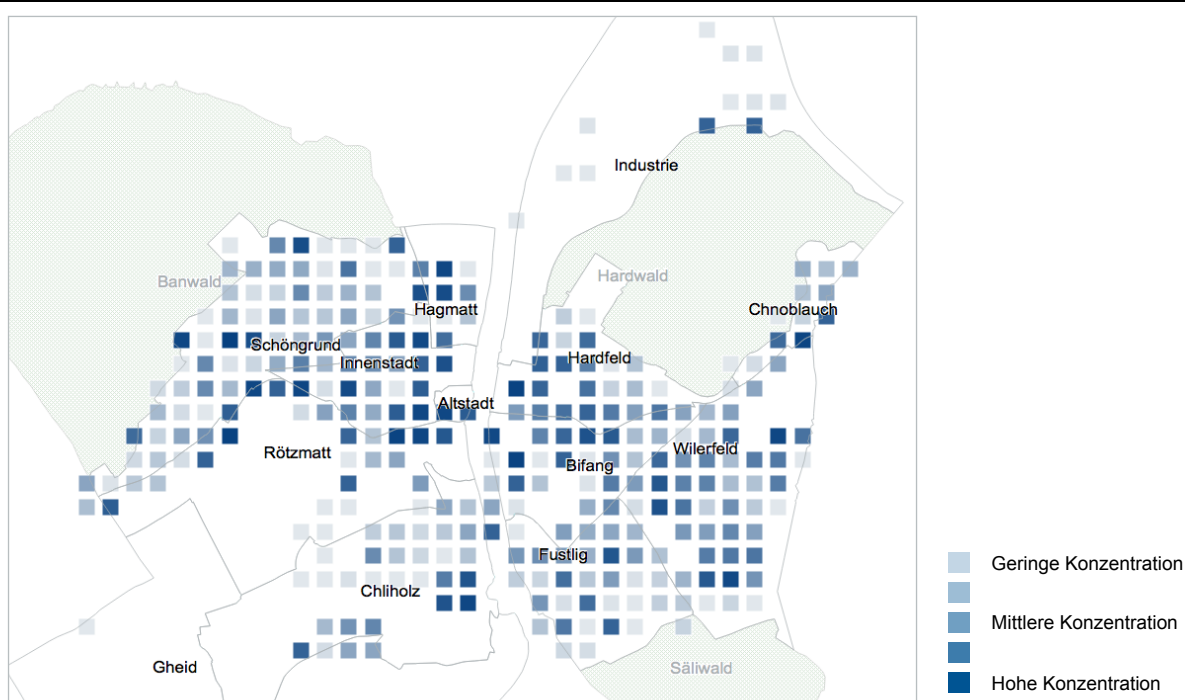 Industrie
Banwald
Hardwald
Hagmatt
Chnoblauch
Schöngrund
Innenstadt
Hardfeld
Altstadt
Rötzmatt
Wilerfeld
Bifang
Fustlig
Geringe Konzentration
Chliholz
Mittlere Konzentration
Gheid
Säliwald
Hohe Konzentration